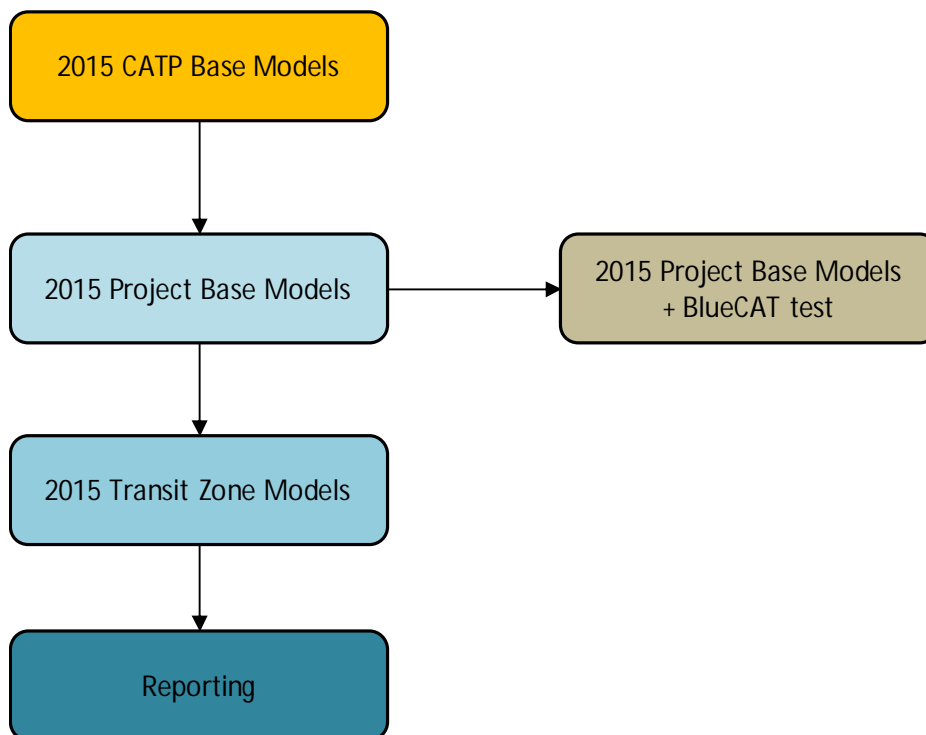 2015 CATP Base Models
2015 Project Base Models
2015 Project Base Models
+ BlueCAT test
2015 Transit Zone Models
Reporting